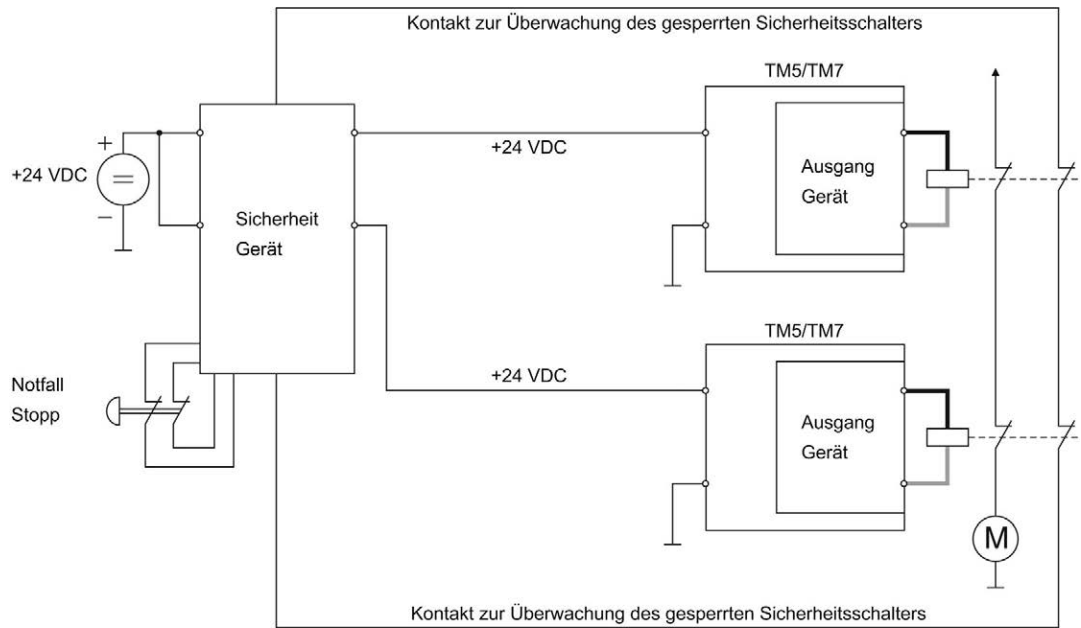 Kontakt zur Überwachung des gesperrten Sicherheitsschalters
TM5/TM7
+24 VDC
+
+24 VDC
–
Sicherheit
Gerät
Ausgang
Gerät
TM5/TM7
+24 VDC
Notfall
Stopp
Ausgang
Gerät
M
Kontakt zur Überwachung des gesperrten Sicherheitsschalters